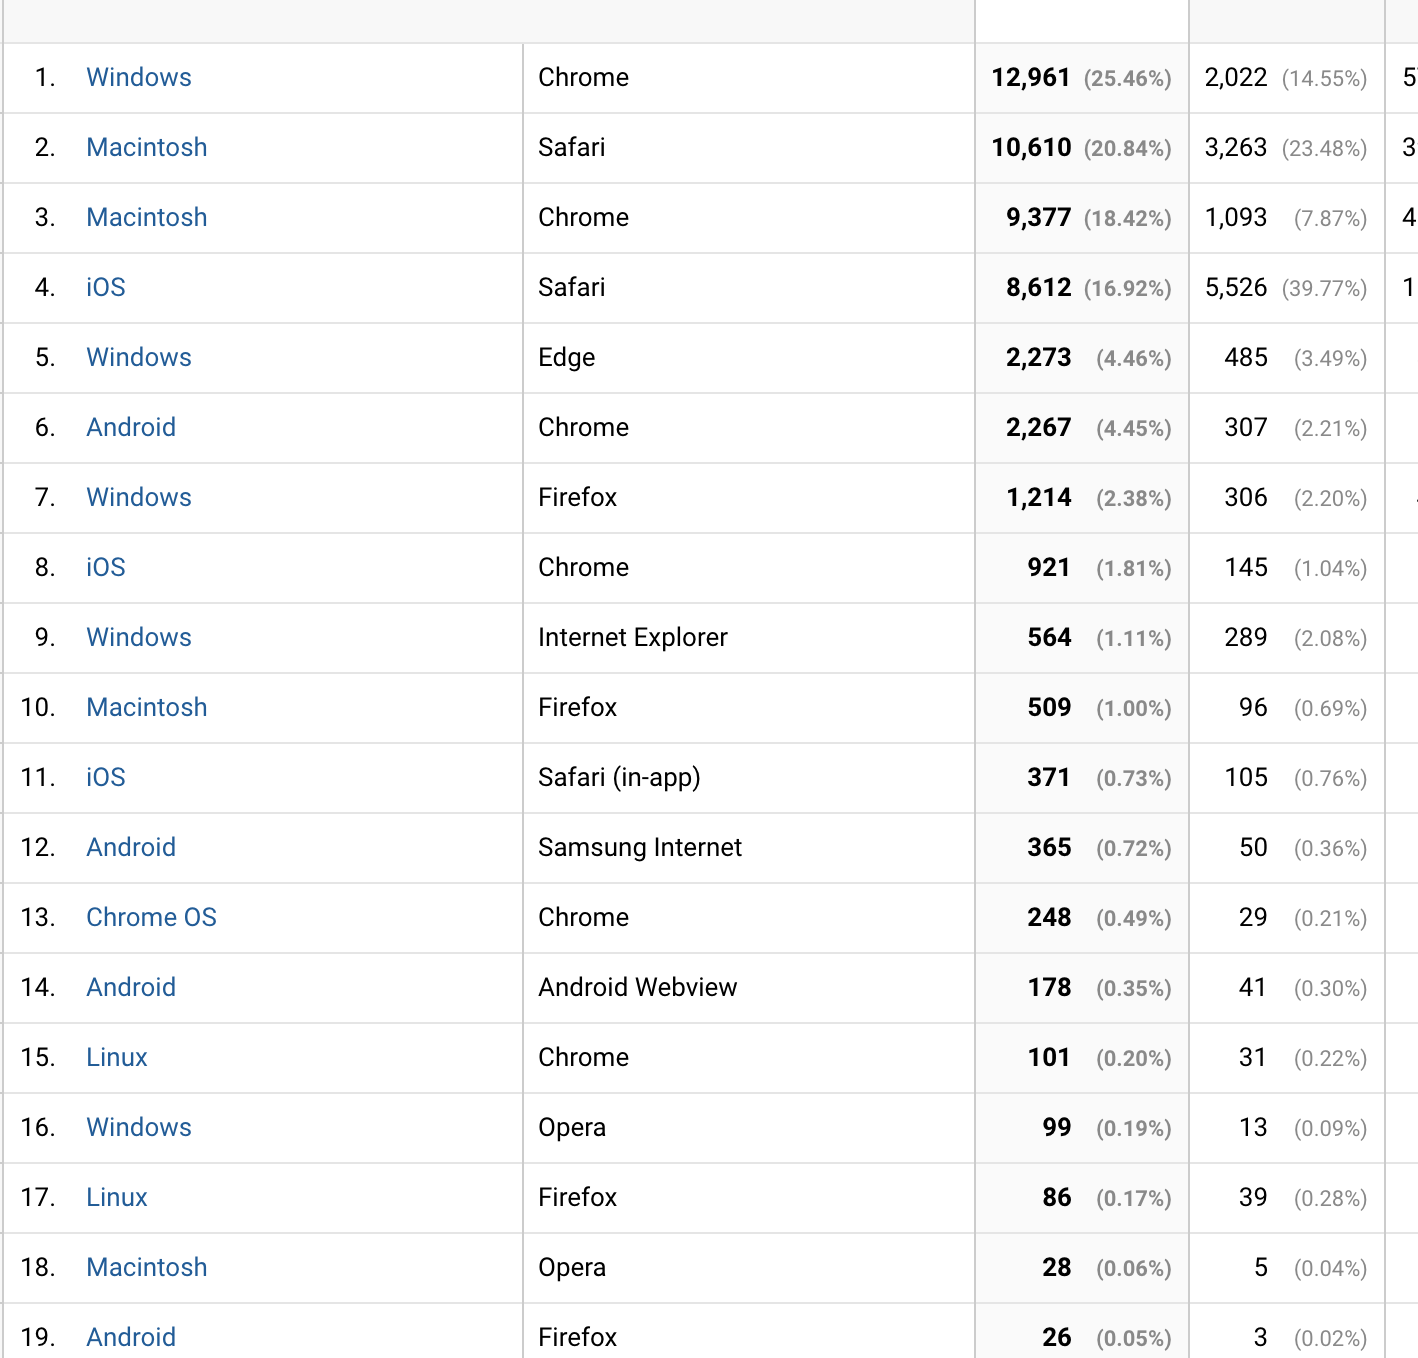 1. Windows Chrome 12,961 (25.46%) 2,022 (14.55%)
2. Macintosh Safari 10,610 (20.84%) 3,263 (23.48%) 3
3. Macintosh Chrome 9,377 (18.42%) 1,093 (7.87%) 4
4. iOS Safari 8,612 (16.92%) 5,526 (39.77%) 1
5. Windows Edge 2,273 (4.46%) 485 (3.49%)
6. Android Chrome 2,267 (4.45%) 307 (2.21%)
7. Windows Firefox 1,214 (2.38%) 306 (2.20%)
8. iOS Chrome 921 (1.81%) 145 (1.04%)
9. Windows Internet Explorer 564 (1.11%) 289 (2.08%)
10. Macintosh Firefox 509 (1.00%) 96 (0.69%)
11. iOS Safari (in-app) 371 (0.73%) 105 (0.76%)
12. Android Samsung Internet 365 (0.72%) 50 (0.36%)
13. Chrome OS Chrome 248 (0.49%) 29 (0.21%)
14. Android Android Webview 178 (0.35%) 41 (0.30%)
15. Linux Chrome 101 (0.20%) 31 (0.22%)
16. Windows Opera 99 (0.19%) 13 (0.09%)
17. Linux Firefox 86 (0.17%) 39 (0.28%)
18. Macintosh Opera 28 (0.06%) 5 (0.04%)
19. Android Firefox 26 (0.05%) 3 (0.02%)